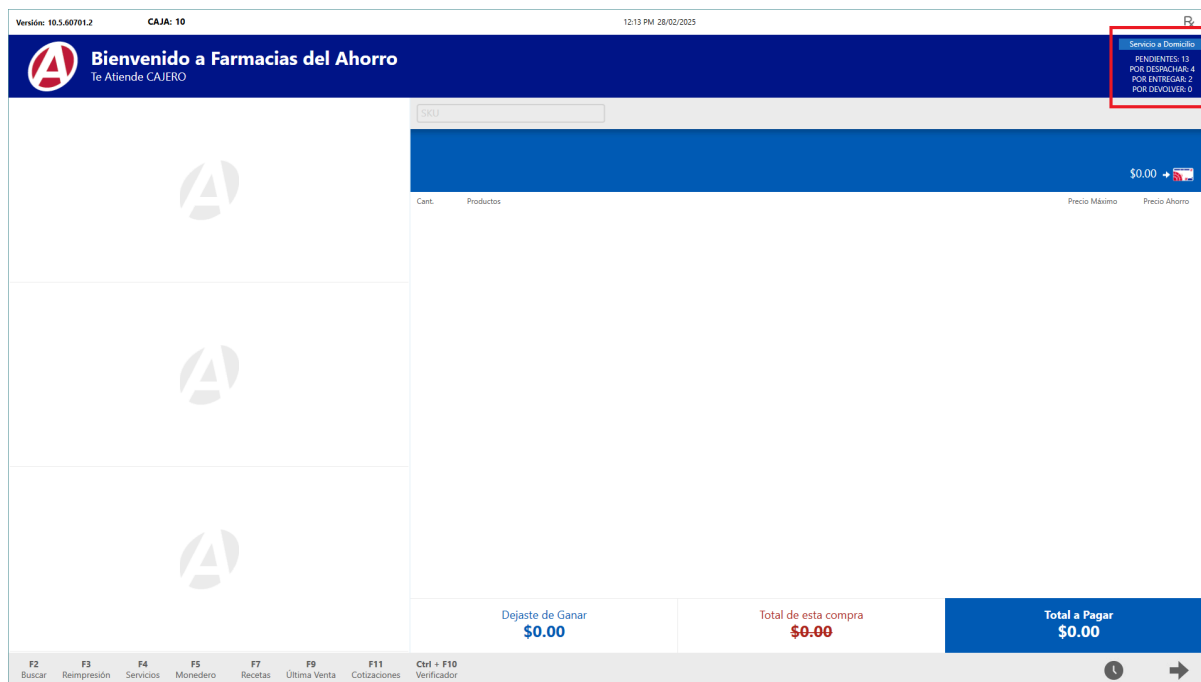 Versión: 10.5.60701.2 CAJA: 10 12:13 PM 28/02/2025
Bienvenido a Farmacias del Ahorro
Te Atiende CAJERO
Servicio a Domicilio
PENDIENTES: 13
POR DESPACHAR: 4
POR ENTREGAR: 2
POR DEVOLVER: 0
SKU
$0.00
Cant. Productos Precio Máximo Precio Ahorro
Dejaste de Ganar Total de esta compra Total a Pagar
$0.00 $0.00 $0.00
F2 F3 F4 F5 F7 F9 F11 Ctrl + F10
Buscar Reimpresión Servicios Monedero Recetas Última Venta Cotizaciones Verificador